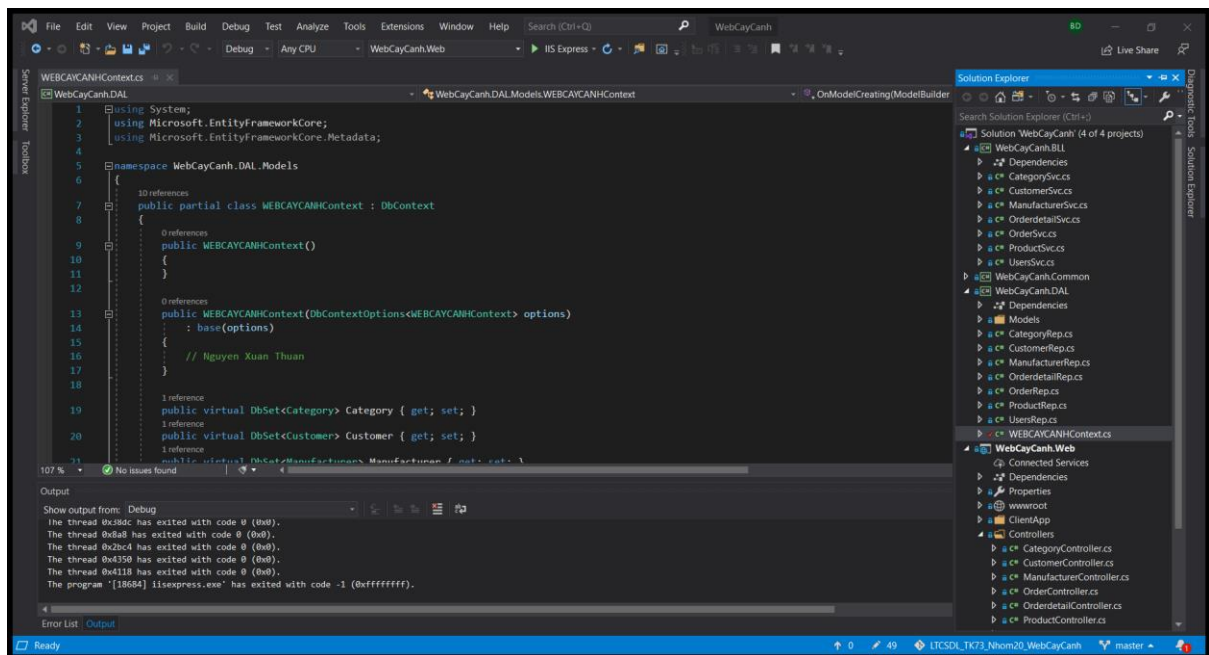 File Edit View Project Build Debug Test Analyze Tools Extensions Window Help Search (Ctrl+Q) WebCayCanh BD
Debug Any CPU WebCayCanh.Web IIS Express Live Share
Server Explorer
Toolbox
WEBCAYCANHContext.cs
WebCayCanh.DAL WebCayCanh.DAL.Models.WEBCAYCANHContext OnModelCreating(ModelBuilder
1 using System;
2 using Microsoft.EntityFrameworkCore;
3 using Microsoft.EntityFrameworkCore.Metadata;
4
5 namespace WebCayCanh.DAL.Models
6 {
10 references
7 public partial class WEBCAYCANHContext : DbContext
8 {
0 references
9 public WEBCAYCANHContext()
10 {
11 }
12
0 references
13 public WEBCAYCANHContext(DbContextOptions<WEBCAYCANHContext> options)
14 : base(options)
15 {
16 // Nguyen Xuan Thuan
17 }
18
1 reference
19 public virtual DbSet<Category> Category { get; set; }
1 reference
20 public virtual DbSet<Customer> Customer { get; set; }
1 reference
21 public virtual DbSet<Manufacturer> Manufacturer { get; set; }
107 % No issues found
Output
Show output from: Debug
The thread 0x38dc has exited with code 0 (0x0).
The thread 0x8a8 has exited with code 0 (0x0).
The thread 0x2bc4 has exited with code 0 (0x0).
The thread 0x4350 has exited with code 0 (0x0).
The thread 0x4118 has exited with code 0 (0x0).
The program '[18684] iisexpress.exe' has exited with code -1 (0xffffffff).
Error List Output
Solution Explorer
Search Solution Explorer (Ctrl+;)
Solution 'WebCayCanh' (4 of 4 projects)
WebCayCanh.BLL
Dependencies
CategorySvc.cs
CustomerSvc.cs
ManufacturerSvc.cs
OrderdetailSvc.cs
OrderSvc.cs
ProductSvc.cs
UsersSvc.cs
WebCayCanh.Common
WebCayCanh.DAL
Dependencies
Models
CategoryRep.cs
CustomerRep.cs
ManufacturerRep.cs
OrderdetailRep.cs
OrderRep.cs
ProductRep.cs
UsersRep.cs
WEBCAYCANHContext.cs
WebCayCanh.Web
Connected Services
Dependencies
Properties
wwwroot
ClientApp
Controllers
CategoryController.cs
CustomerController.cs
ManufacturerController.cs
OrderController.cs
OrderdetailController.cs
ProductController.cs
Diagnostic Tools
Solution Explorer
Ready 0 49 LTCSDL_TK73_Nhom20_WebCayCanh master 1